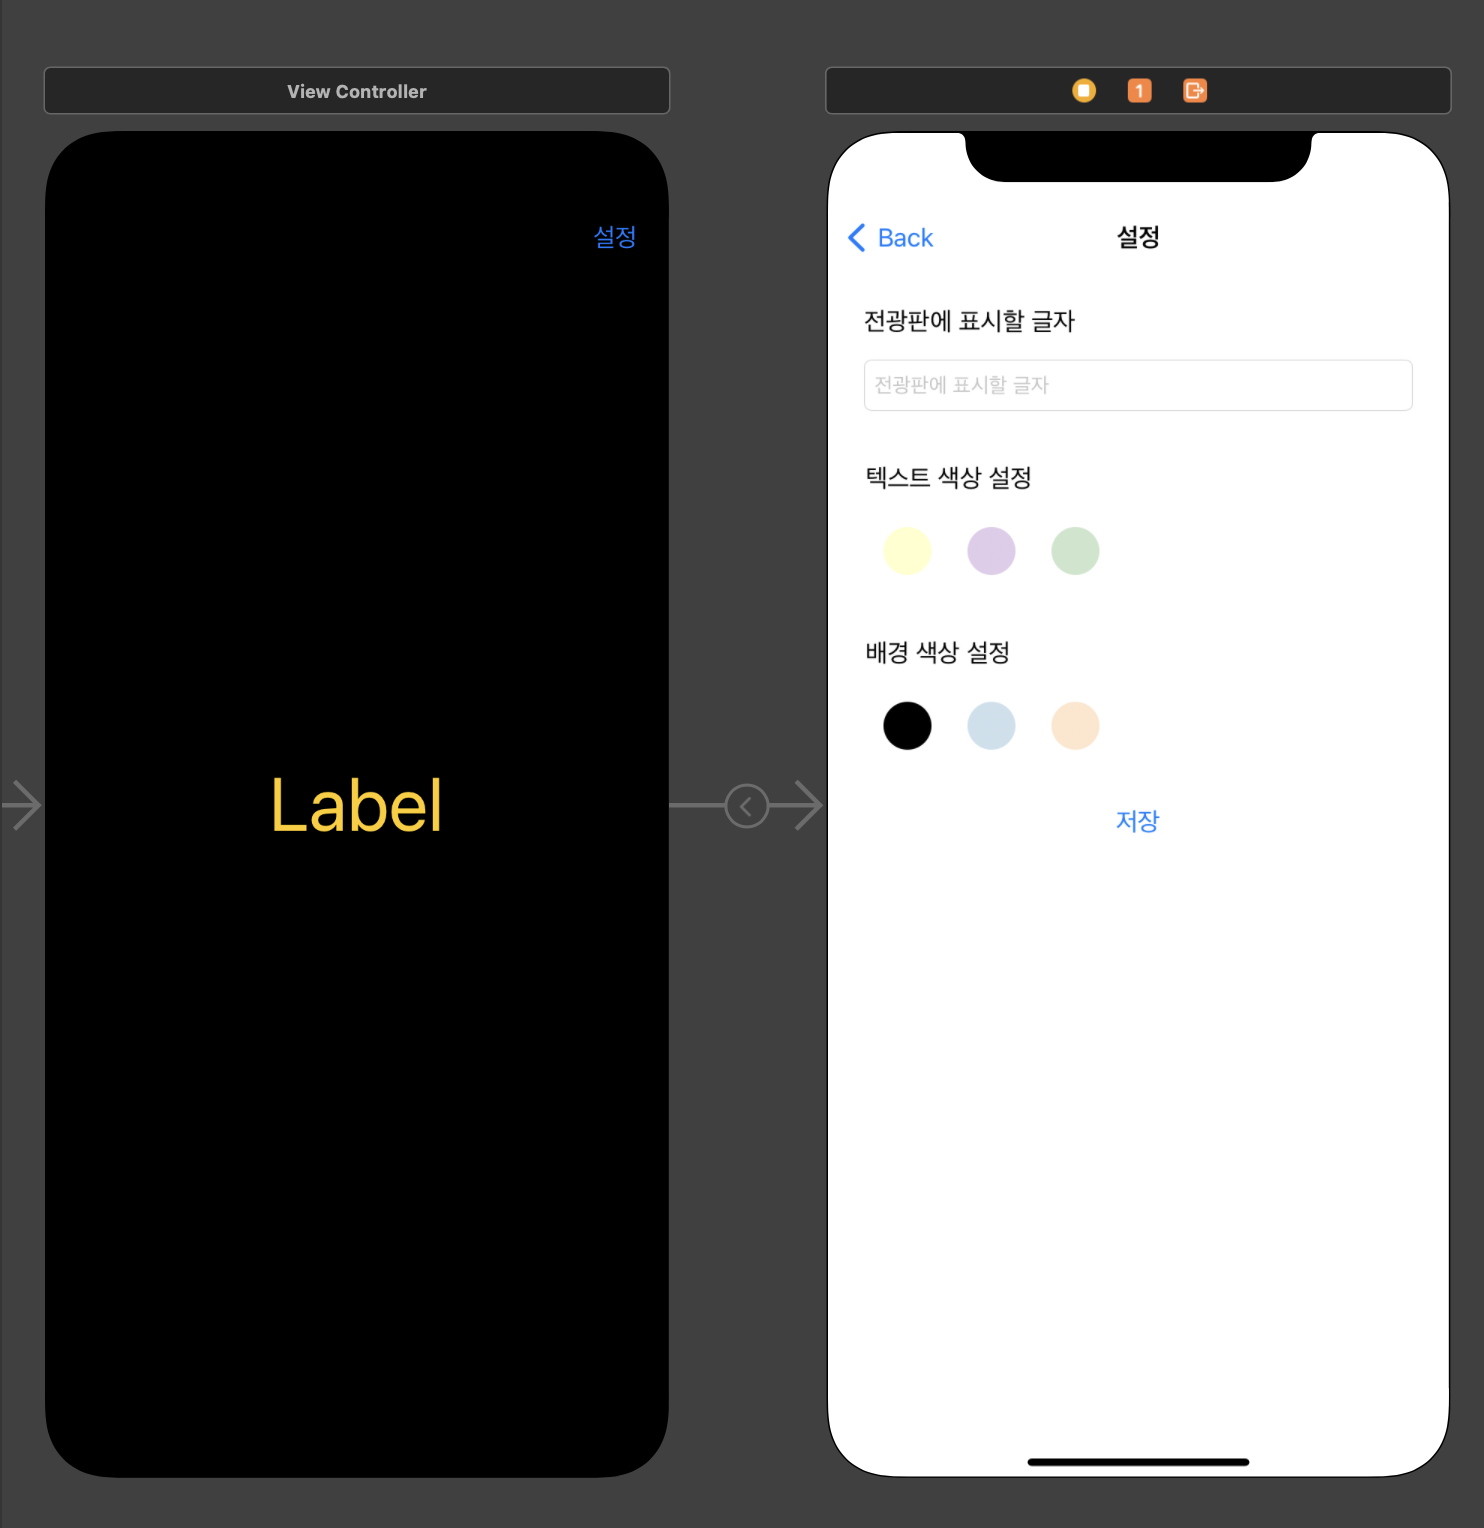 View Controller
설정
Label
1
Back
설정
전광판에 표시할 글자
전광판에 표시할 글자
텍스트 색상 설정
배경 색상 설정
저장